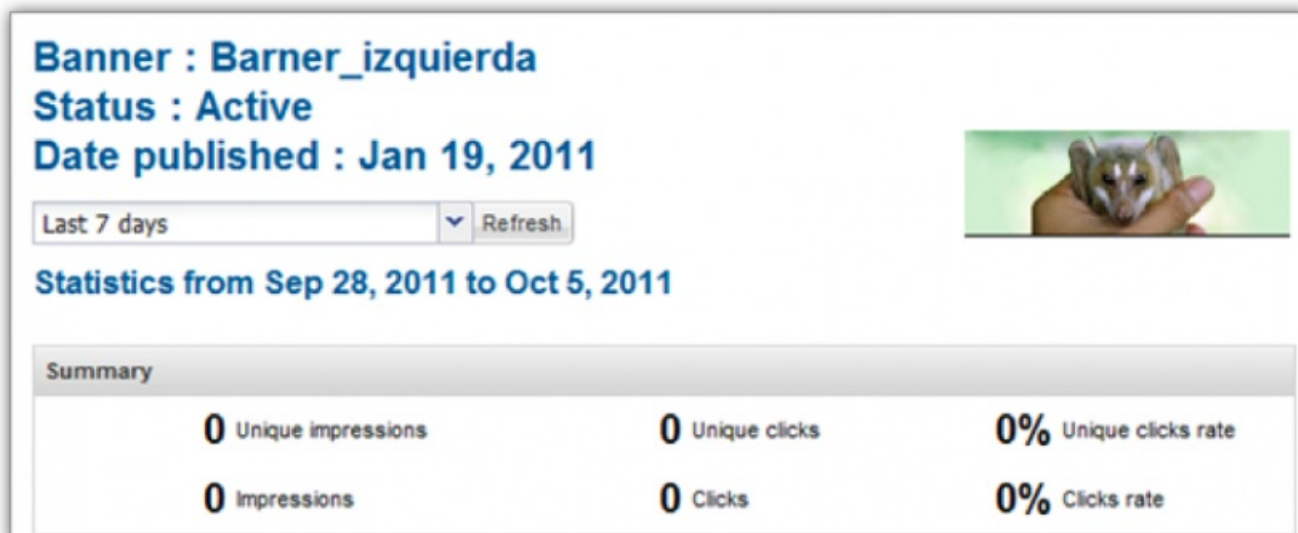 Banner : Barner_izquierda
Status : Active
Date published : Jan 19, 2011
Last 7 days Refresh
Statistics from Sep 28, 2011 to Oct 5, 2011
Summary
0 Unique impressions 0 Unique clicks 0% Unique clicks rate
0 Impressions 0 Clicks 0% Clicks rate